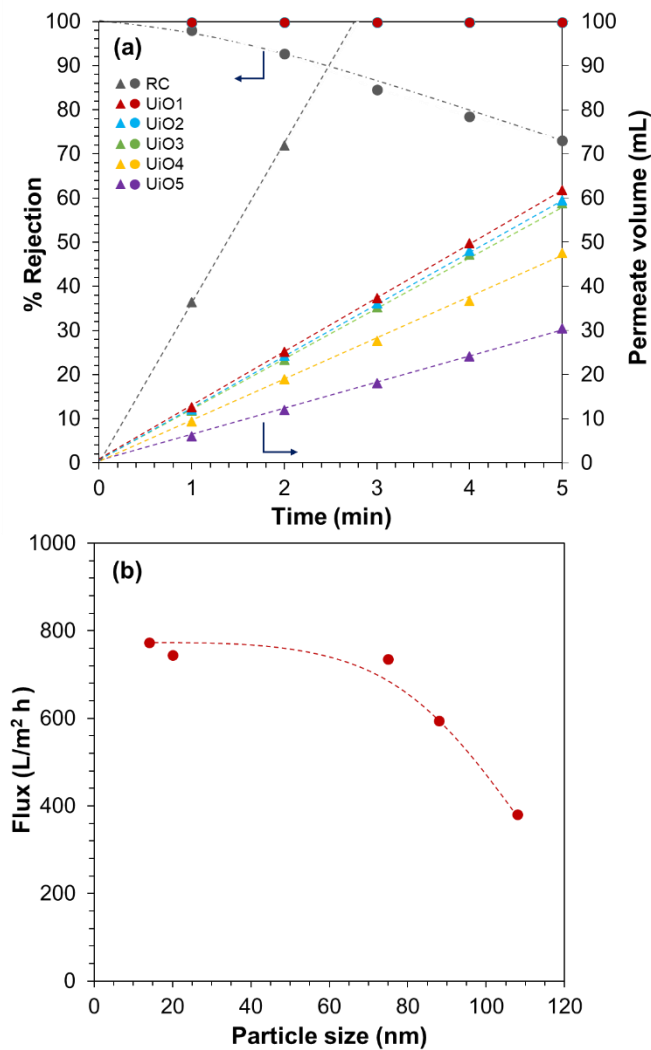 (a)
% Rejection
100
90
80
70
60
50
40
30
20
10
0
RC
UiO1
UiO2
UiO3
UiO4
UiO5
100
90
80
70
60
50
40
30
20
10
0
Permeate volume (mL)
0 1 2 3 4 5
Time (min)
(b)
Flux (L/m² h)
1000
800
600
400
200
0
0 20 40 60 80 100 120
Particle size (nm)